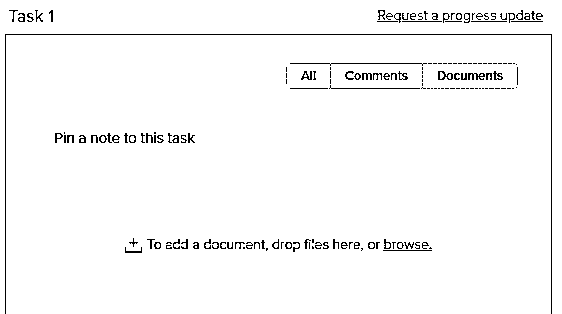 Task 1
Request a progress update
All Comments Documents
Pin a note to this task
To add a document, drop files here, or browse.